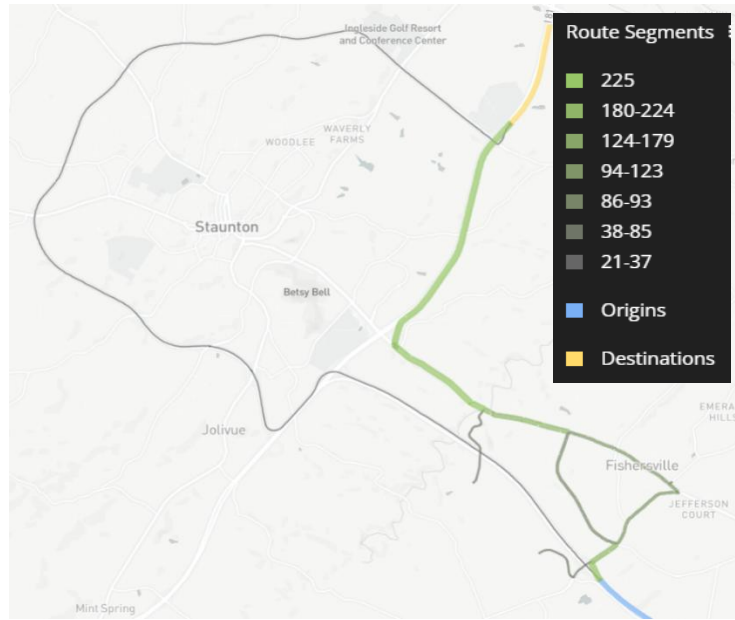 Ingleside Golf Resort
and Conference Center
WAVERLY
FARMS
WOODLEE
Staunton
Betsy Bell
Jolivue
Mint Spring
EMERA
HILLS
Fishersville
JEFFERSON
COURT
Route Segments
225
180-224
124-179
94-123
86-93
38-85
21-37
Origins
Destinations